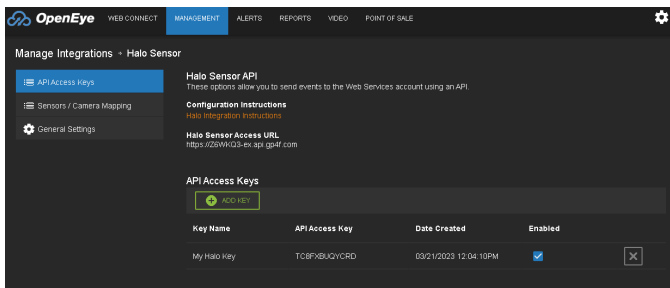 OpenEye WEB CONNECT MANAGEMENT ALERTS REPORTS VIDEO POINT OF SALE
Manage Integrations • Halo Sensor
API Access Keys
Sensors / Camera Mapping
General Settings
Halo Sensor API
These options allow you to send events to the Web Services account using an API.
Configuration Instructions
Halo Integration Instructions
Halo Sensor Access URL
https://Z6WKQ3-ex.api.gp4f.com
API Access Keys
ADD KEY
Key Name API Access Key Date Created Enabled
My Halo Key TC8FXBUQYCRD 03/21/2023 12:04:10PM